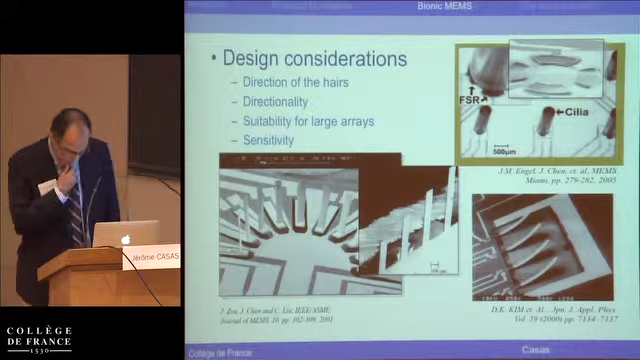 Bionic MEMS
• Design considerations
– Direction of the hairs
– Directionality
– Suitability for large arrays
– Sensitivity
FSR
Cilia
500µm
J.M. Engel, J. Chen, et. al, MEMS
Miami, pp. 279-282, 2005
J. Zou, J. Chen and C. Liu, IEEE/ASME
Journal of MEMS, 10, pp. 302-309, 2001
D.K. KIM et. Al., Jpn. J. Appl. Phys.
Vol. 39 (2000) pp. 7134-7137
Jérôme CASAS
COLLÈGE
DE FRANCE
1530
Collège de France
Casas